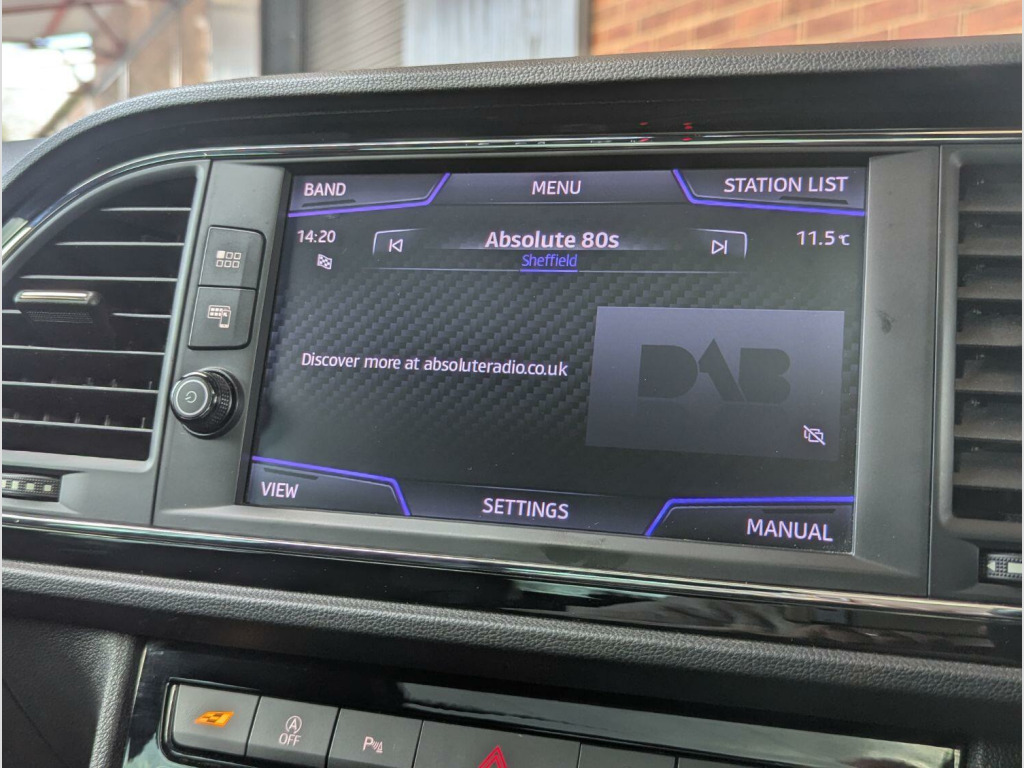 BAND
MENU
STATION LIST
14:20
Absolute 80s
11.5°C
Sheffield
Discover more at absoluteradio.co.uk
DAB
VIEW
SETTINGS
MANUAL
A
OFF
P